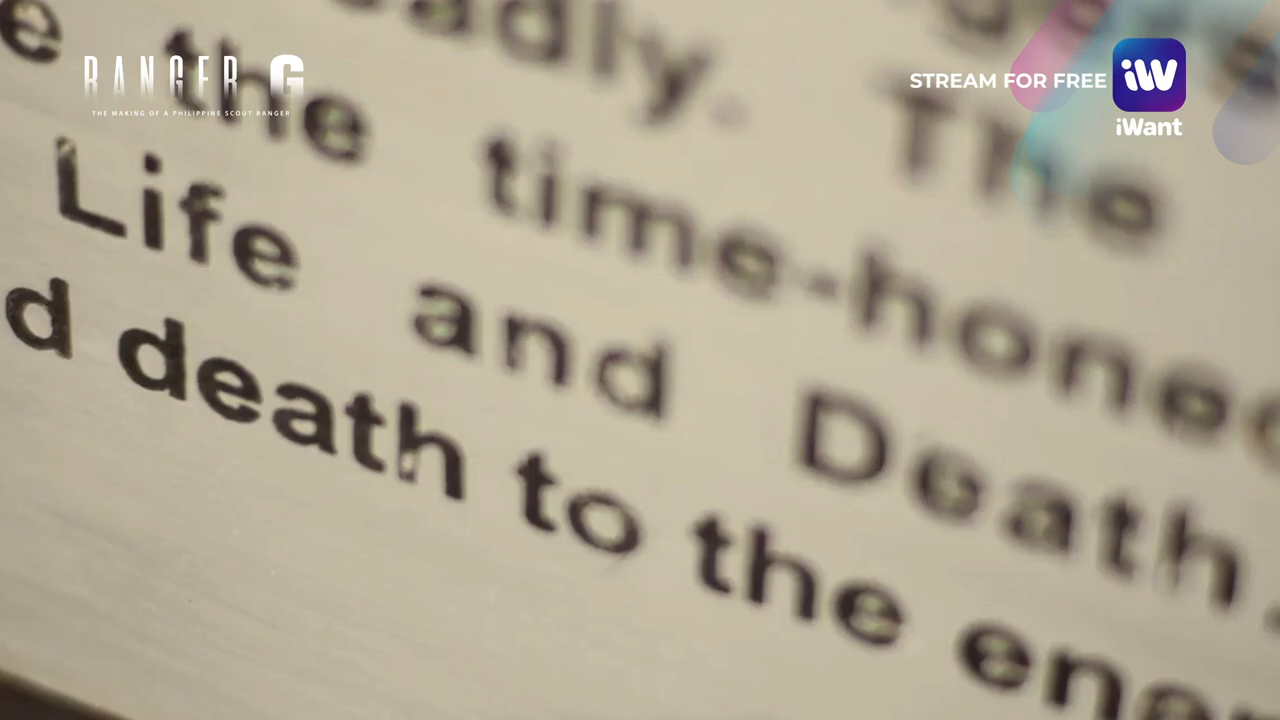 RANGER G
THE MAKING OF A PHILIPPINE SCOUT RANGER
STREAM FOR FREE
iW
iWant
adly. The
e the time-honed
Life and Death.
d death to the ene